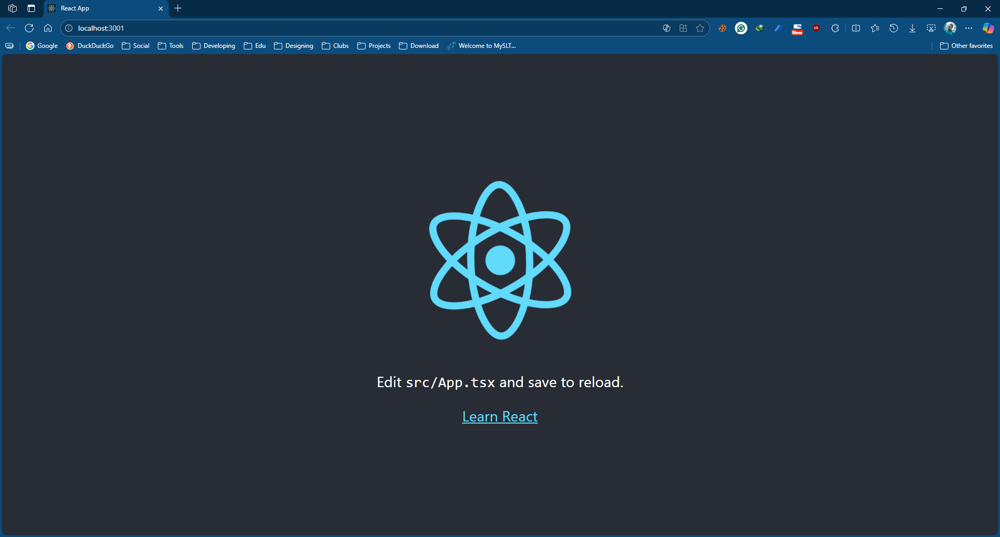 React App
localhost:3001
New
Google DuckDuckGo Social Tools Developing Edu Designing Clubs Projects Download Welcome to MySLT... Other favorites
Edit src/App.tsx and save to reload.
Learn React